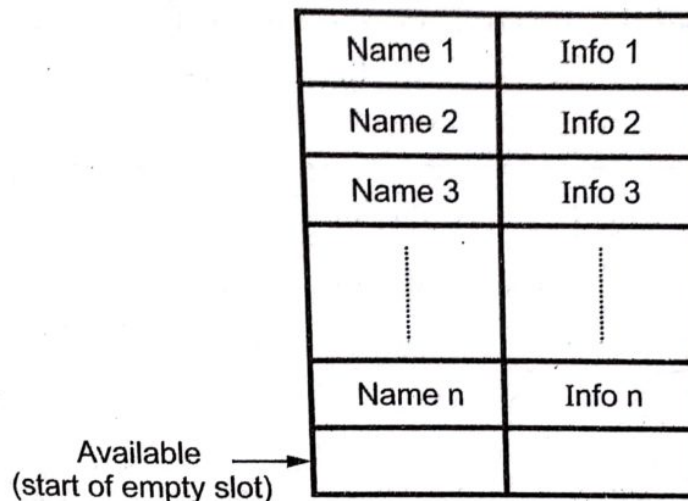 Name 1 Info 1
Name 2 Info 2
Name 3 Info 3
Name n Info n
Available
(start of empty slot)